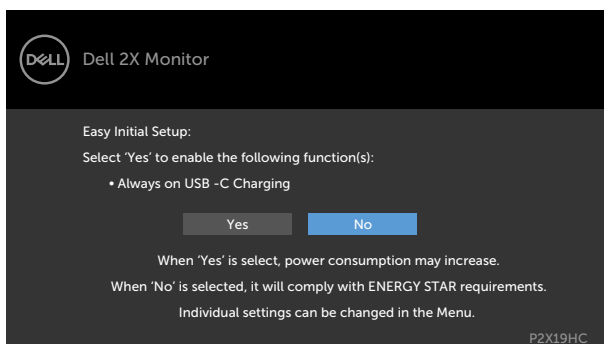 DELL
Dell 2X Monitor
Easy Initial Setup:
Select ‘Yes’ to enable the following function(s):
• Always on USB -C Charging
Yes No
When ‘Yes’ is select, power consumption may increase.
When ‘No’ is selected, it will comply with ENERGY STAR requirements.
Individual settings can be changed in the Menu.
P2X19HC